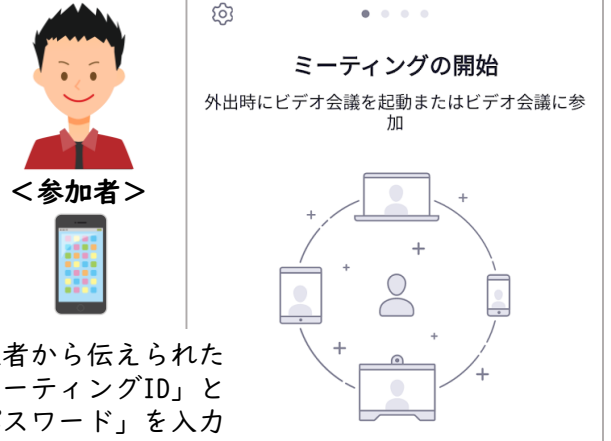 ミーティングの開始
外出時にビデオ会議を起動またはビデオ会議に参
加
<参加者>
者から伝えられた
ーティングID」と
スワード」を入力